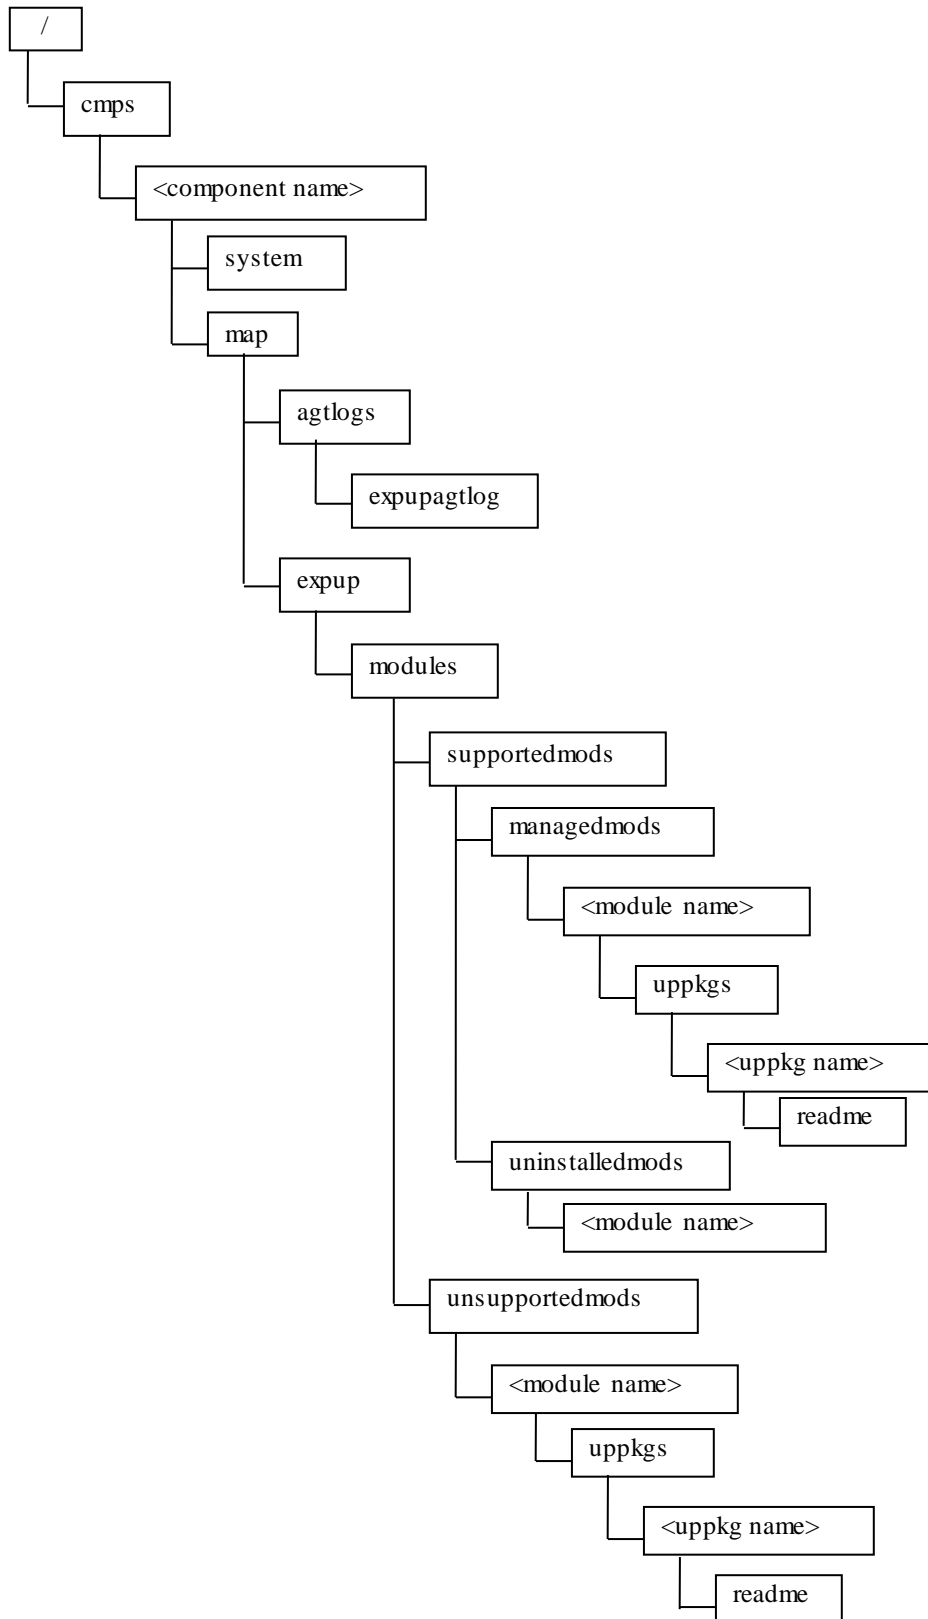 /
cmps
<component name>
system
map
agtlogs
expupagtlog
expup
modules
supportedmods
managedmods
<module name>
uppkgs
<uppkg name>
readme
uninstalledmods
<module name>
unsupportedmods
<module name>
uppkgs
<uppkg name>
readme